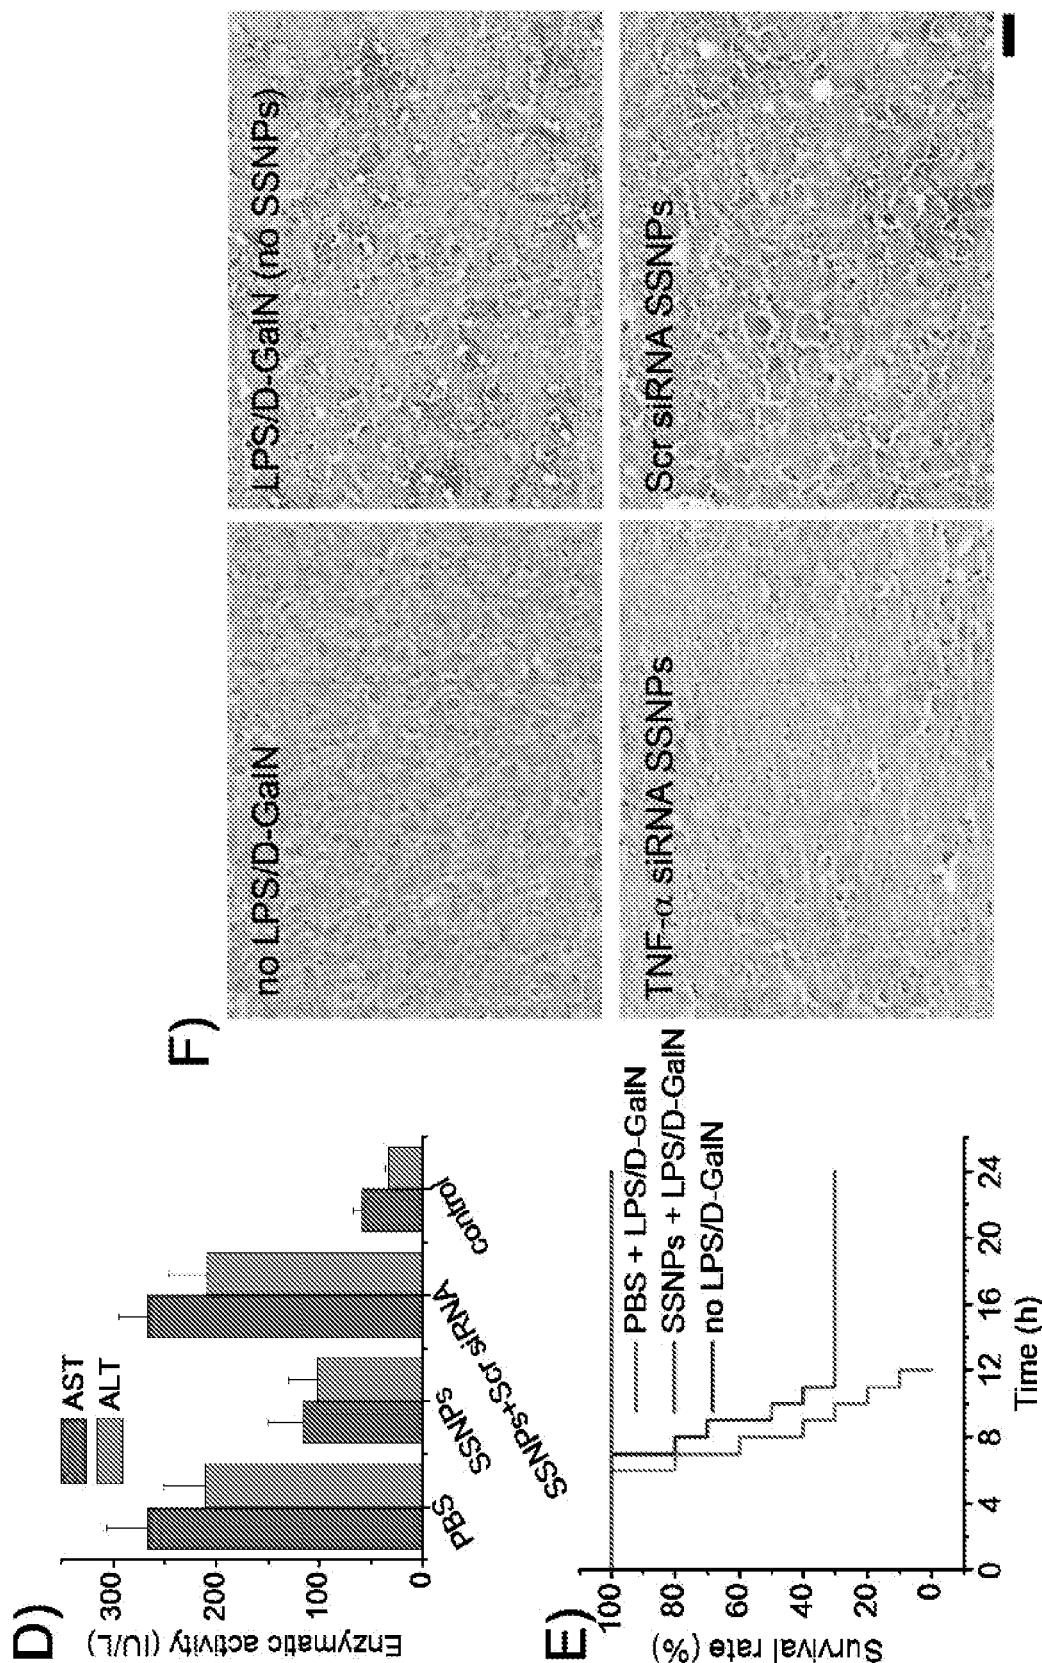 D)
Enzymatic activity (IU/L)
300
200
100
0
AST
ALT
PBS
SSNPs
SSNPs+Scr siRNA
control
E)
Survival rate (%)
100
80
60
40
20
0
PBS + LPS/D-GalN
SSNPs + LPS/D-GalN
no LPS/D-GalN
0 4 8 12 16 20 24
Time (h)
F)
no LPS/D-GalN
LPS/D-GalN (no SSNPs)
TNF-α siRNA SSNPs
Scr siRNA SSNPs